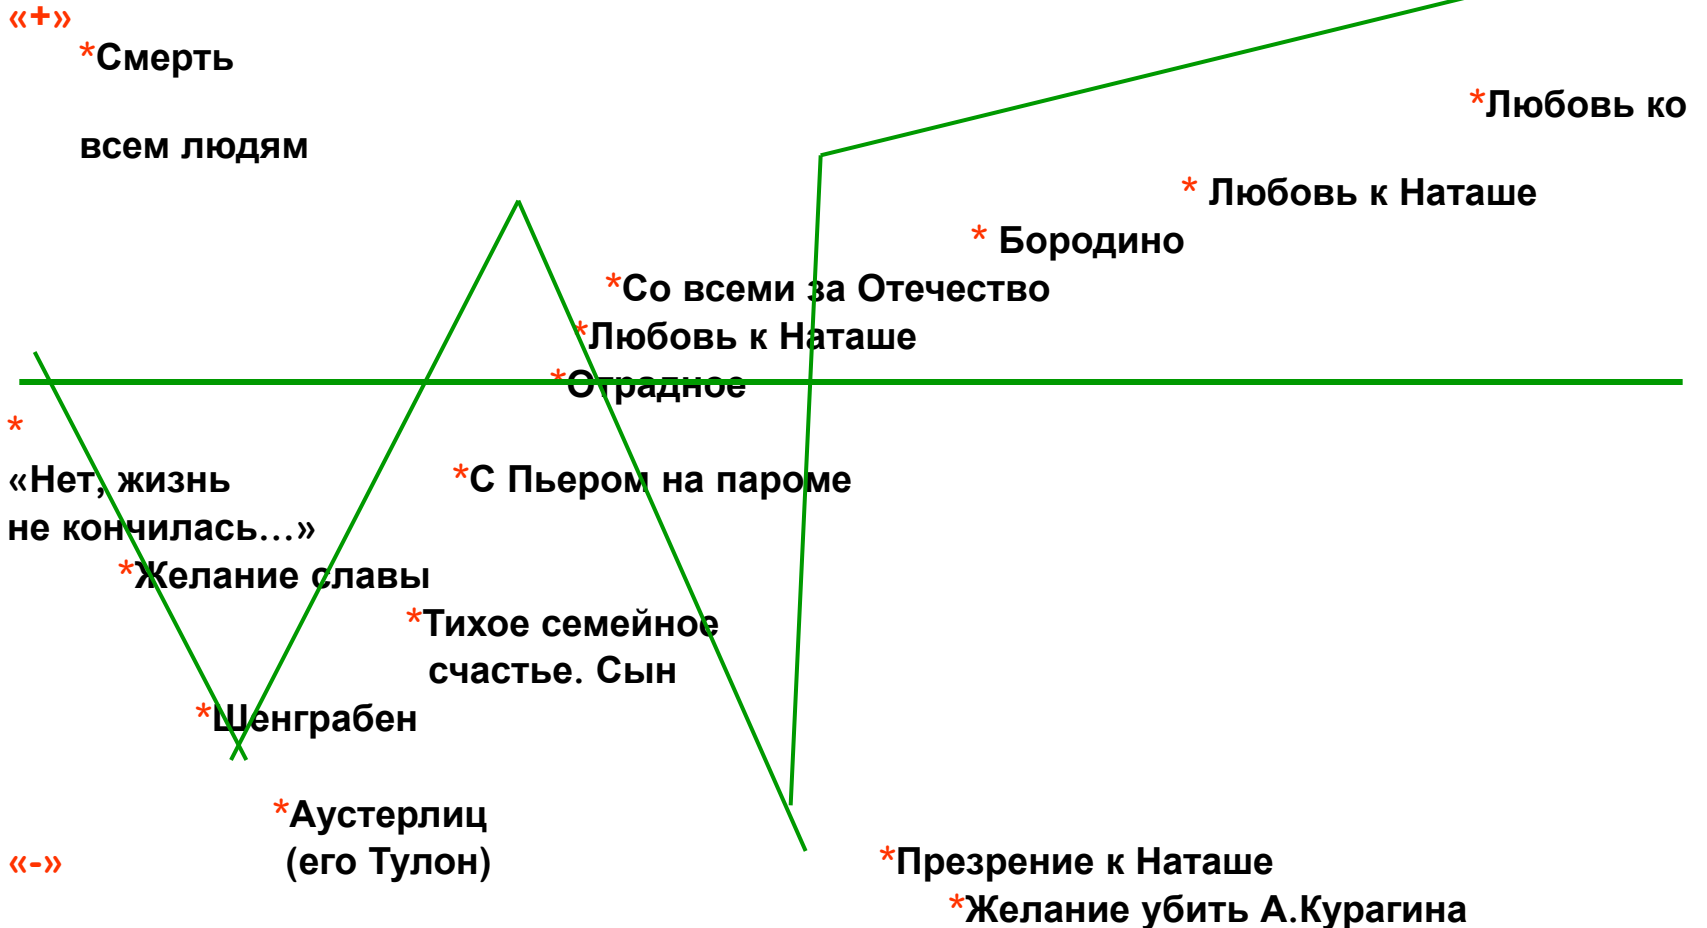 «+»
*Смерть
*Любовь ко
всем людям
* Любовь к Наташе
* Бородино
*Со всеми за Отечество
*Любовь к Наташе
*Отрадное
*
«Нет, жизнь *С Пьером на пароме
не кончилась...»
*Желание славы
*Тихое семейное
счастье. Сын
*Шенграбен
*Аустерлиц
«-» (его Тулон) *Презрение к Наташе
*Желание убить А.Курагина